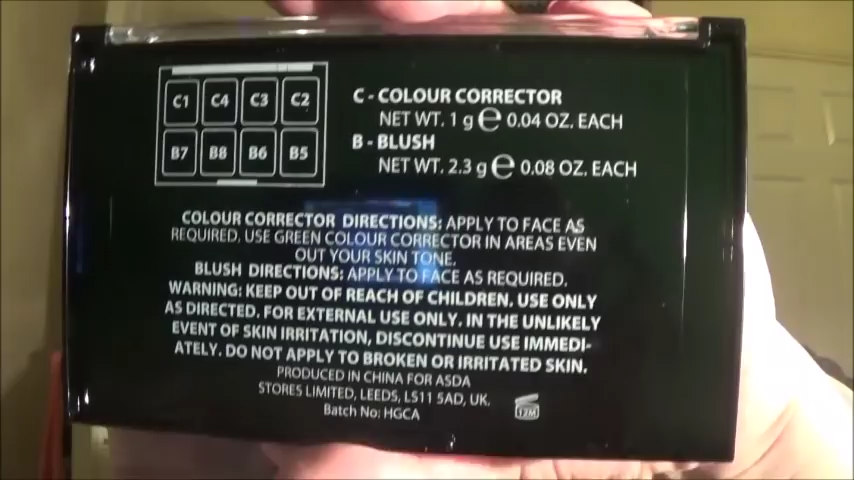 C1 C4 C3 C2
B7 B8 B6 B5
C - COLOUR CORRECTOR
NET WT. 1 g ℮ 0.04 OZ. EACH
B - BLUSH
NET WT. 2.3 g ℮ 0.08 OZ. EACH
COLOUR CORRECTOR DIRECTIONS: APPLY TO FACE AS
REQUIRED, USE GREEN COLOUR CORRECTOR IN AREAS EVEN
OUT YOUR SKIN TONE.
BLUSH DIRECTIONS: APPLY TO FACE AS REQUIRED.
WARNING: KEEP OUT OF REACH OF CHILDREN. USE ONLY
AS DIRECTED. FOR EXTERNAL USE ONLY. IN THE UNLIKELY
EVENT OF SKIN IRRITATION, DISCONTINUE USE IMMEDI-
ATELY. DO NOT APPLY TO BROKEN OR IRRITATED SKIN.
PRODUCED IN CHINA FOR ASDA
STORES LIMITED, LEEDS, LS11 5AD, UK.
Batch No: HGCA
12M